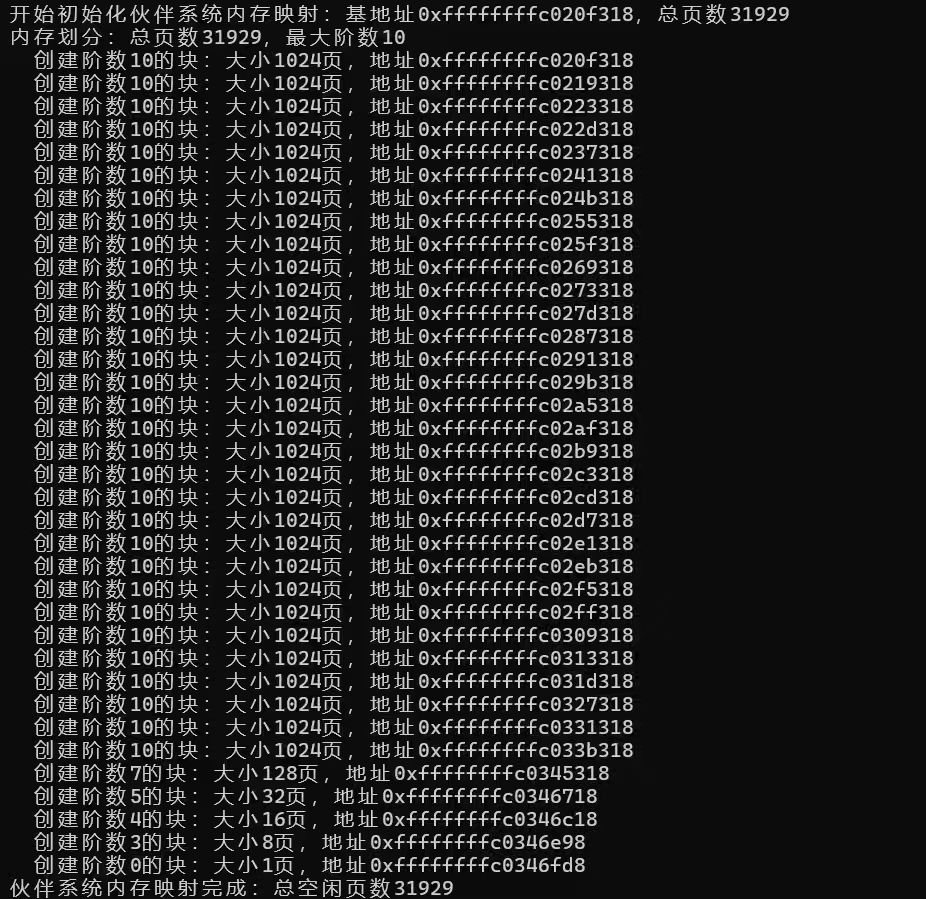 开始初始化伙伴系统内存映射：基地址0xffffffffc020f318，总页数31929
内存划分：总页数31929，最大阶数10
创建阶数10的块：大小1024页，地址0xffffffffc020f318
创建阶数10的块：大小1024页，地址0xffffffffc0219318
创建阶数10的块：大小1024页，地址0xffffffffc0223318
创建阶数10的块：大小1024页，地址0xffffffffc022d318
创建阶数10的块：大小1024页，地址0xffffffffc0237318
创建阶数10的块：大小1024页，地址0xffffffffc0241318
创建阶数10的块：大小1024页，地址0xffffffffc024b318
创建阶数10的块：大小1024页，地址0xffffffffc0255318
创建阶数10的块：大小1024页，地址0xffffffffc025f318
创建阶数10的块：大小1024页，地址0xffffffffc0269318
创建阶数10的块：大小1024页，地址0xffffffffc0273318
创建阶数10的块：大小1024页，地址0xffffffffc027d318
创建阶数10的块：大小1024页，地址0xffffffffc0287318
创建阶数10的块：大小1024页，地址0xffffffffc0291318
创建阶数10的块：大小1024页，地址0xffffffffc029b318
创建阶数10的块：大小1024页，地址0xffffffffc02a5318
创建阶数10的块：大小1024页，地址0xffffffffc02af318
创建阶数10的块：大小1024页，地址0xffffffffc02b9318
创建阶数10的块：大小1024页，地址0xffffffffc02c3318
创建阶数10的块：大小1024页，地址0xffffffffc02cd318
创建阶数10的块：大小1024页，地址0xffffffffc02d7318
创建阶数10的块：大小1024页，地址0xffffffffc02e1318
创建阶数10的块：大小1024页，地址0xffffffffc02eb318
创建阶数10的块：大小1024页，地址0xffffffffc02f5318
创建阶数10的块：大小1024页，地址0xffffffffc02ff318
创建阶数10的块：大小1024页，地址0xffffffffc0309318
创建阶数10的块：大小1024页，地址0xffffffffc0313318
创建阶数10的块：大小1024页，地址0xffffffffc031d318
创建阶数10的块：大小1024页，地址0xffffffffc0327318
创建阶数10的块：大小1024页，地址0xffffffffc0331318
创建阶数10的块：大小1024页，地址0xffffffffc033b318
创建阶数7的块：大小128页，地址0xffffffffc0345318
创建阶数5的块：大小32页，地址0xffffffffc0346718
创建阶数4的块：大小16页，地址0xffffffffc0346c18
创建阶数3的块：大小8页，地址0xffffffffc0346e98
创建阶数0的块：大小1页，地址0xffffffffc0346fd8
伙伴系统内存映射完成：总空闲页数31929